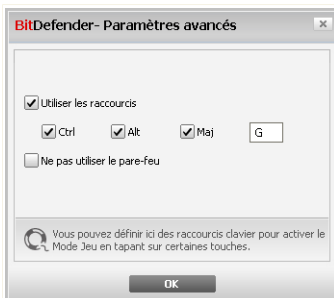 BitDefender- Paramètres avancés
Utiliser les raccourcis
Ctrl Alt Maj G
Ne pas utiliser le pare-feu
Vous pouvez définir ici des raccourcis clavier pour activer le
Mode Jeu en tapant sur certaines touches.
OK